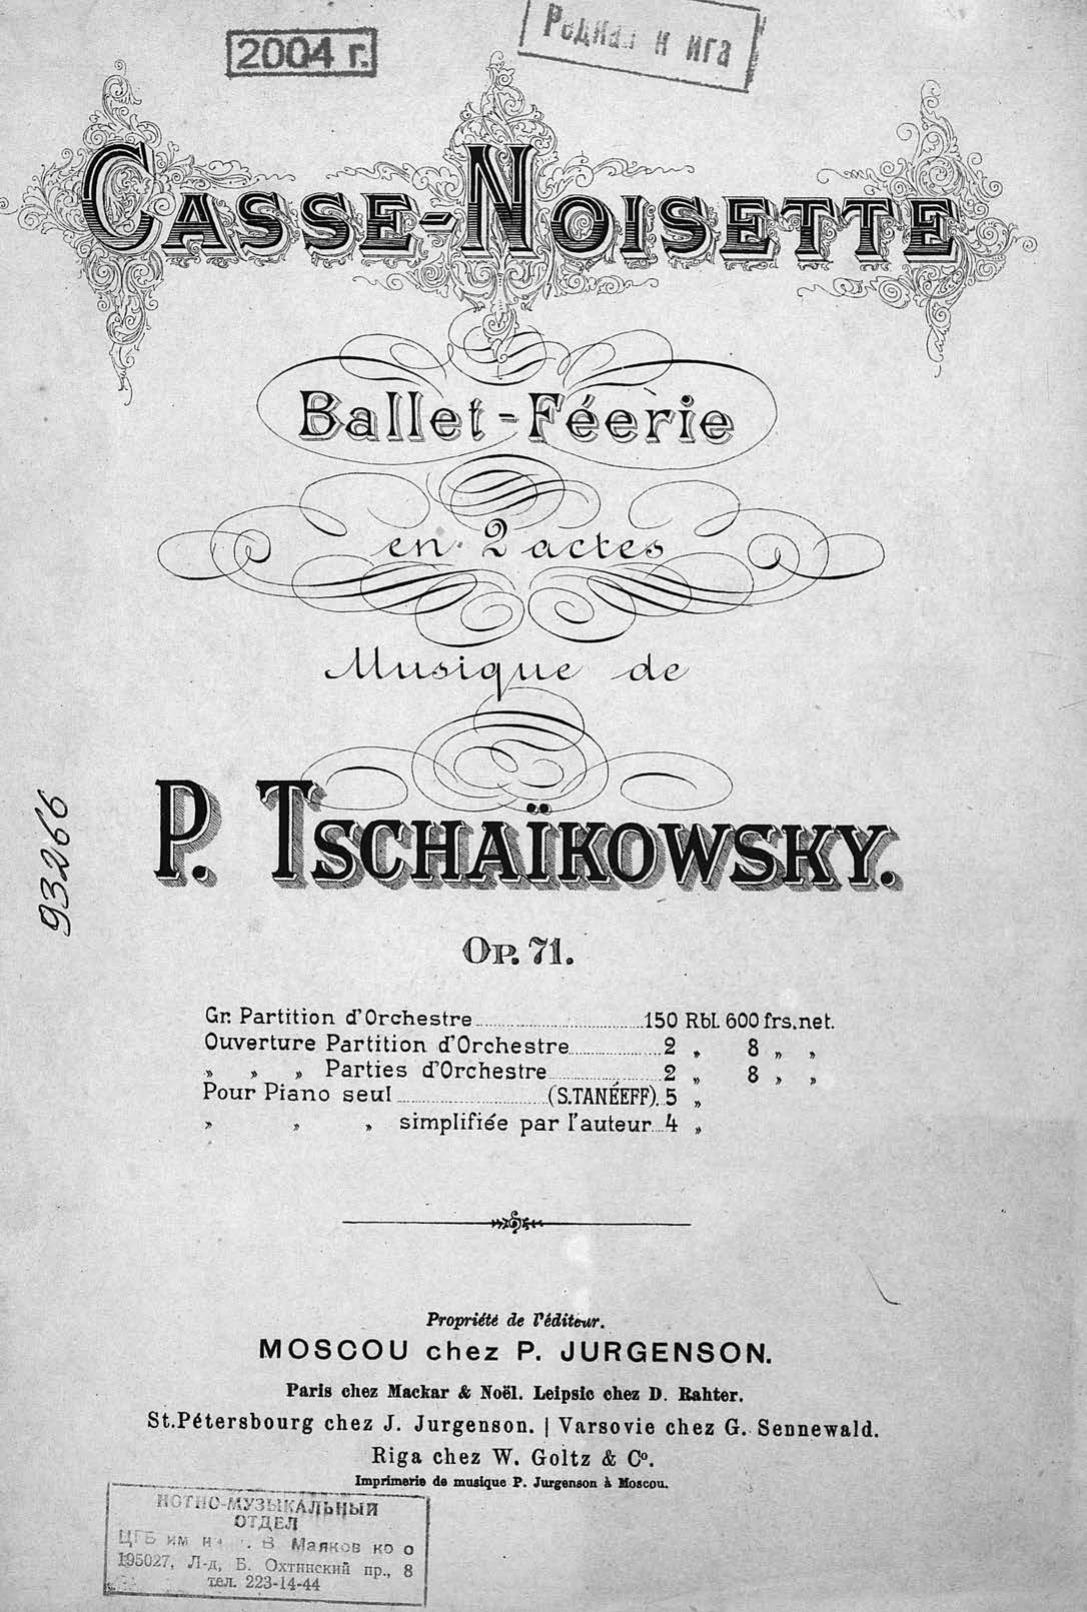 2004 г.
Редная
CASSE-NOISETTE
Ballet-Féerie
en 2 actes
Musique de
P. TSCHAÏKOWSKY.
93266
Op. 71.
Gr. Partition d'Orchestre 150 Rbl. 600 frs. net.
Ouverture Partition d'Orchestre 2 „ 8 „ „
„ „ „ Parties d'Orchestre 2 „ 8 „ „
Pour Piano seul (S. TANÉEFF). 5 „
„ „ „ simplifiée par l'auteur 4 „
Propriété de l'éditeur.
MOSCOU chez P. JURGENSON.
Paris chez Mackar & Noël. Leipsic chez D. Rahter.
St. Pétersbourg chez J. Jurgenson. | Varsovie chez G. Sennewald.
Riga chez W. Goltz & Cº.
Imprimerie de musique P. Jurgenson à Moscou.
НОТНО-МУЗЫКАЛЬНЫЙ
ОТДЕЛ
ЦГБ им В. Маяков
195027, Л-д, Б. Охтинский пр., 8
тел. 223-14-44